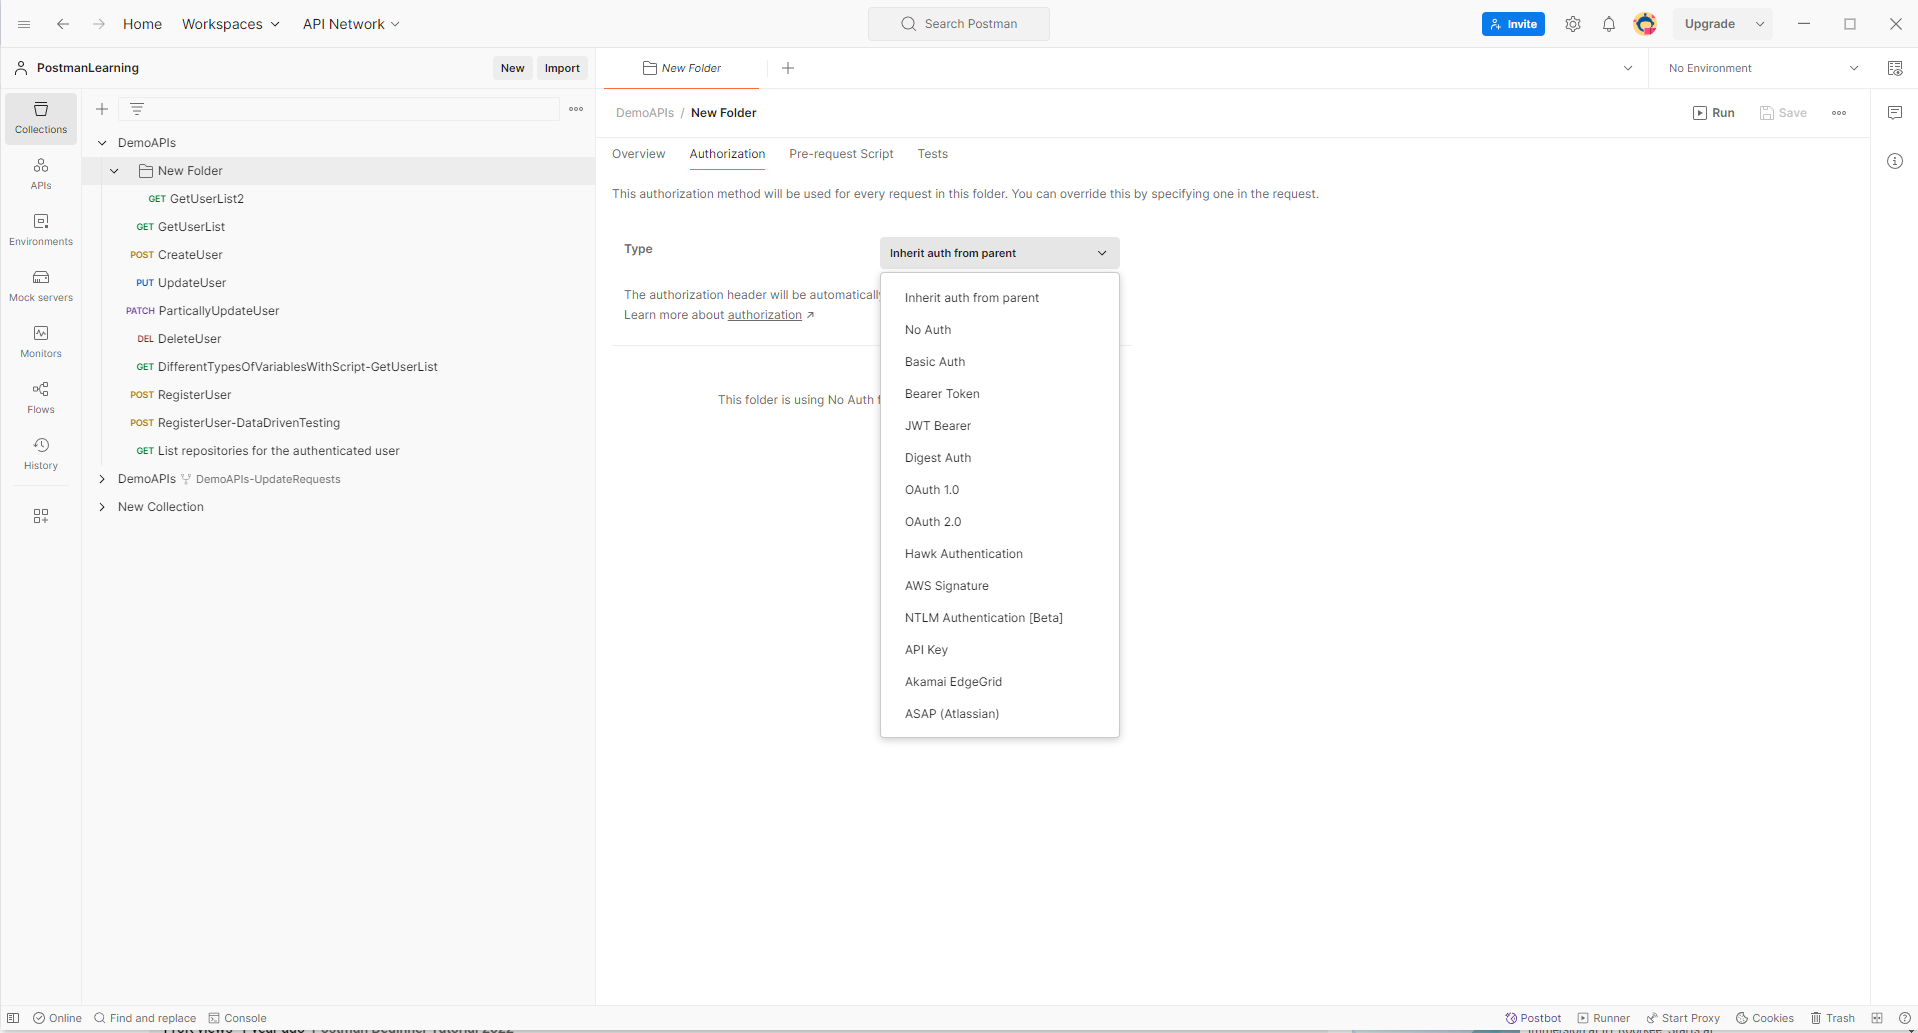 Home Workspaces API Network Search Postman Invite Upgrade
PostmanLearning New Import New Folder No Environment
Collections
APIs
Environments
Mock servers
Monitors
Flows
History
DemoAPIs
New Folder
GET GetUserList2
GET GetUserList
POST CreateUser
PUT UpdateUser
PATCH ParticallyUpdateUser
DEL DeleteUser
GET DifferentTypesOfVariablesWithScript-GetUserList
POST RegisterUser
POST RegisterUser-DataDrivenTesting
GET List repositories for the authenticated user
DemoAPIs DemoAPIs-UpdateRequests
New Collection
DemoAPIs / New Folder Run Save
Overview Authorization Pre-request Script Tests
This authorization method will be used for every request in this folder. You can override this by specifying one in the request.
Type Inherit auth from parent
The authorization header will be automatically
Learn more about authorization ↗
This folder is using No Auth
Inherit auth from parent
No Auth
Basic Auth
Bearer Token
JWT Bearer
Digest Auth
OAuth 1.0
OAuth 2.0
Hawk Authentication
AWS Signature
NTLM Authentication [Beta]
API Key
Akamai EdgeGrid
ASAP (Atlassian)
Online Find and replace Console Postbot Runner Start Proxy Cookies Trash